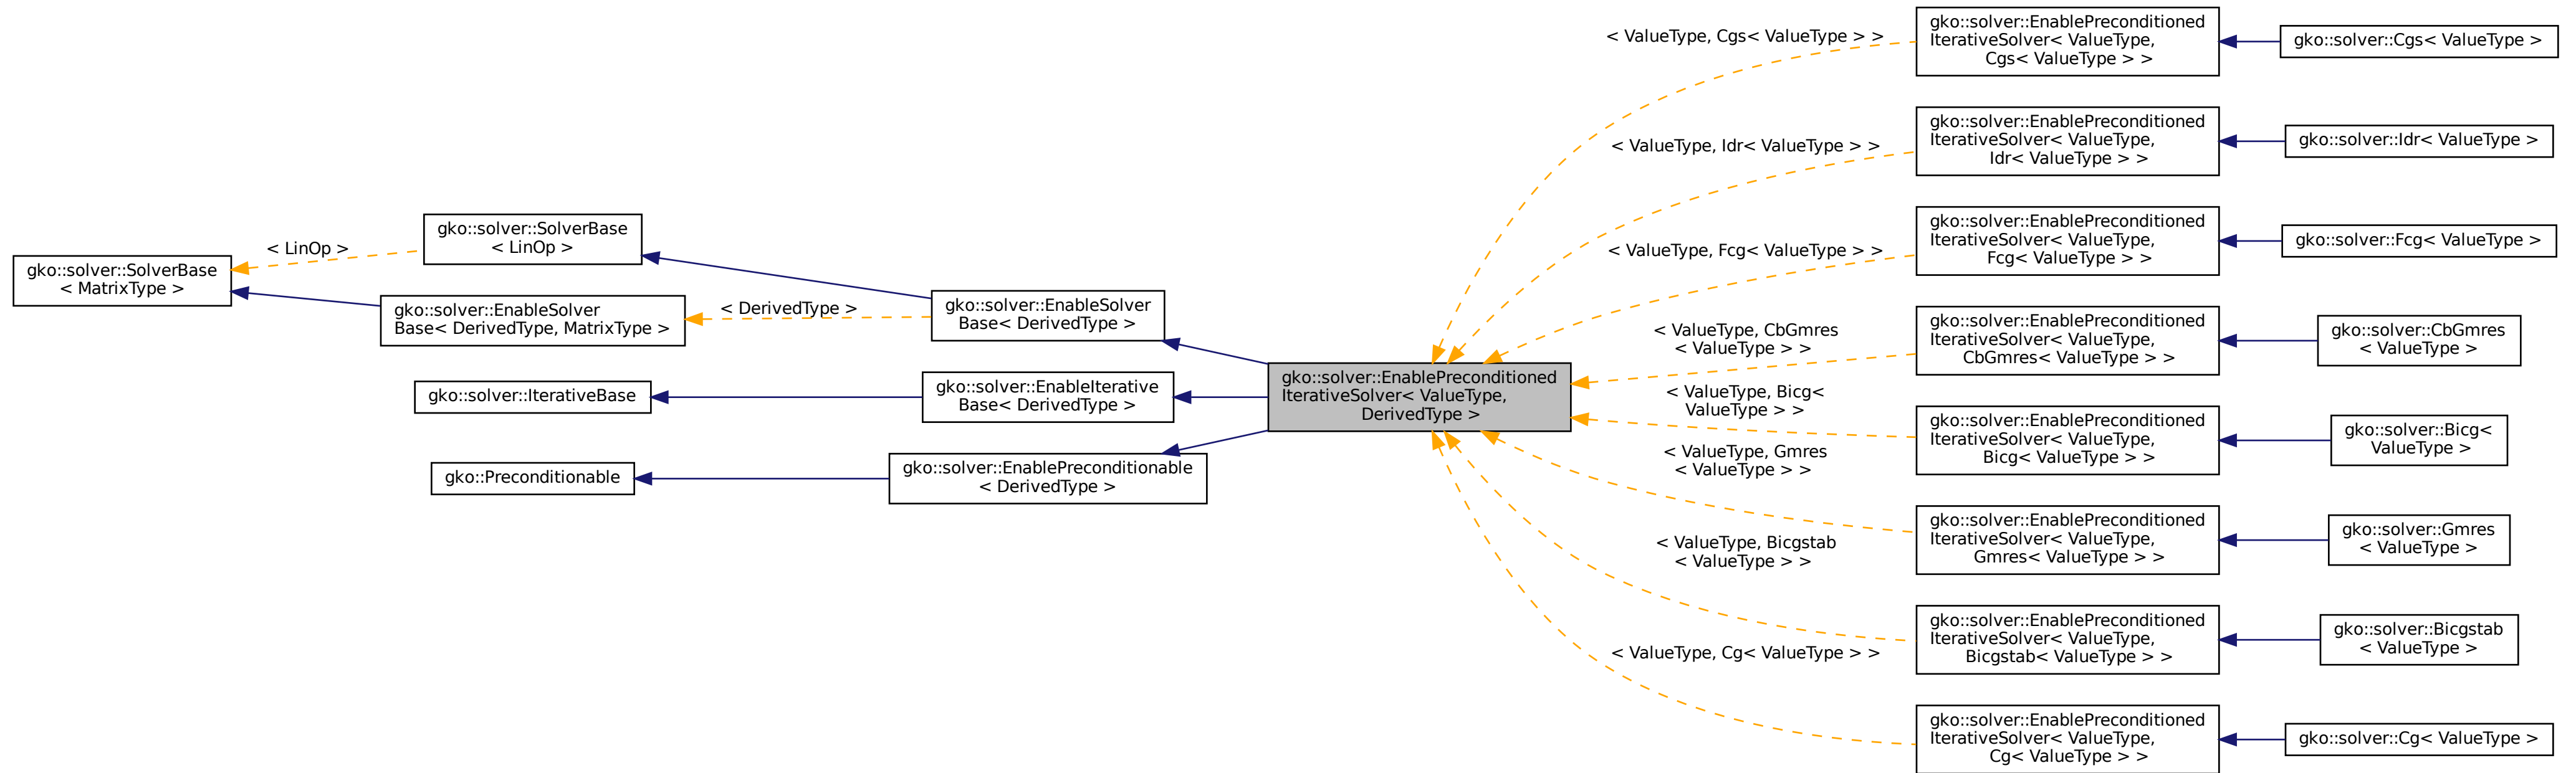 gko::solver::SolverBase
< MatrixType >
< LinOp >
gko::solver::SolverBase
< LinOp >
gko::solver::EnableSolver
Base< DerivedType, MatrixType >
< DerivedType >
gko::solver::EnableSolver
Base< DerivedType >
gko::solver::IterativeBase
gko::solver::EnableIterative
Base< DerivedType >
gko::Preconditionable
gko::solver::EnablePreconditionable
< DerivedType >
gko::solver::EnablePreconditioned
IterativeSolver< ValueType,
DerivedType >
< ValueType, Cgs< ValueType > >
gko::solver::EnablePreconditioned
IterativeSolver< ValueType,
Cgs< ValueType > >
gko::solver::Cgs< ValueType >
< ValueType, Idr< ValueType > >
gko::solver::EnablePreconditioned
IterativeSolver< ValueType,
Idr< ValueType > >
gko::solver::Idr< ValueType >
< ValueType, Fcg< ValueType > >
gko::solver::EnablePreconditioned
IterativeSolver< ValueType,
Fcg< ValueType > >
gko::solver::Fcg< ValueType >
< ValueType, CbGmres
< ValueType > >
gko::solver::EnablePreconditioned
IterativeSolver< ValueType,
CbGmres< ValueType > >
gko::solver::CbGmres
< ValueType >
< ValueType, Bicg<
ValueType > >
gko::solver::EnablePreconditioned
IterativeSolver< ValueType,
Bicg< ValueType > >
gko::solver::Bicg<
ValueType >
< ValueType, Gmres
< ValueType > >
gko::solver::EnablePreconditioned
IterativeSolver< ValueType,
Gmres< ValueType > >
gko::solver::Gmres
< ValueType >
< ValueType, Bicgstab
< ValueType > >
gko::solver::EnablePreconditioned
IterativeSolver< ValueType,
Bicgstab< ValueType > >
gko::solver::Bicgstab
< ValueType >
< ValueType, Cg< ValueType > >
gko::solver::EnablePreconditioned
IterativeSolver< ValueType,
Cg< ValueType > >
gko::solver::Cg< ValueType >